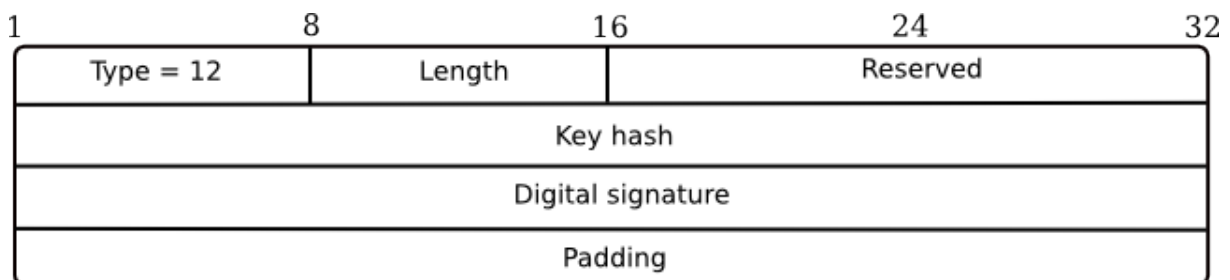 1 8 16 24 32
Type = 12 Length Reserved
Key hash
Digital signature
Padding